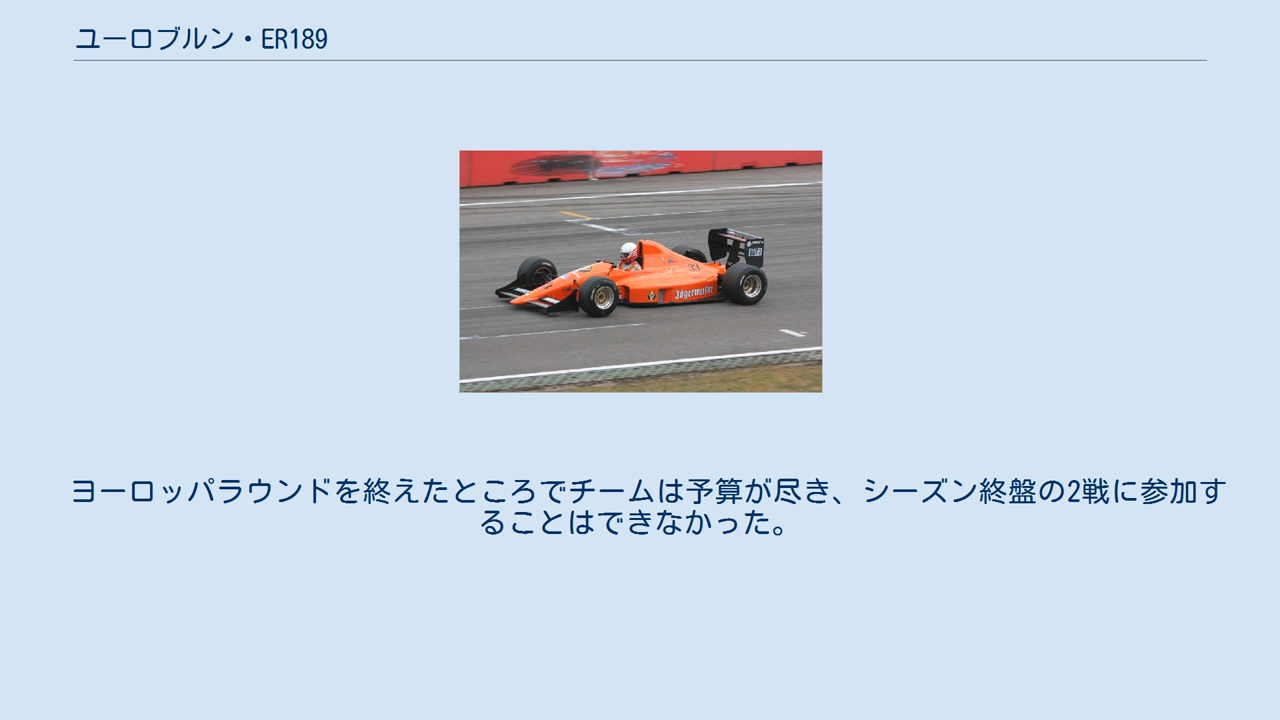 ユーロブルン・ER189
33
Jägermeister
ヨーロッパラウンドを終えたところでチームは予算が尽き、シーズン終盤の2戦に参加す
ることはできなかった。